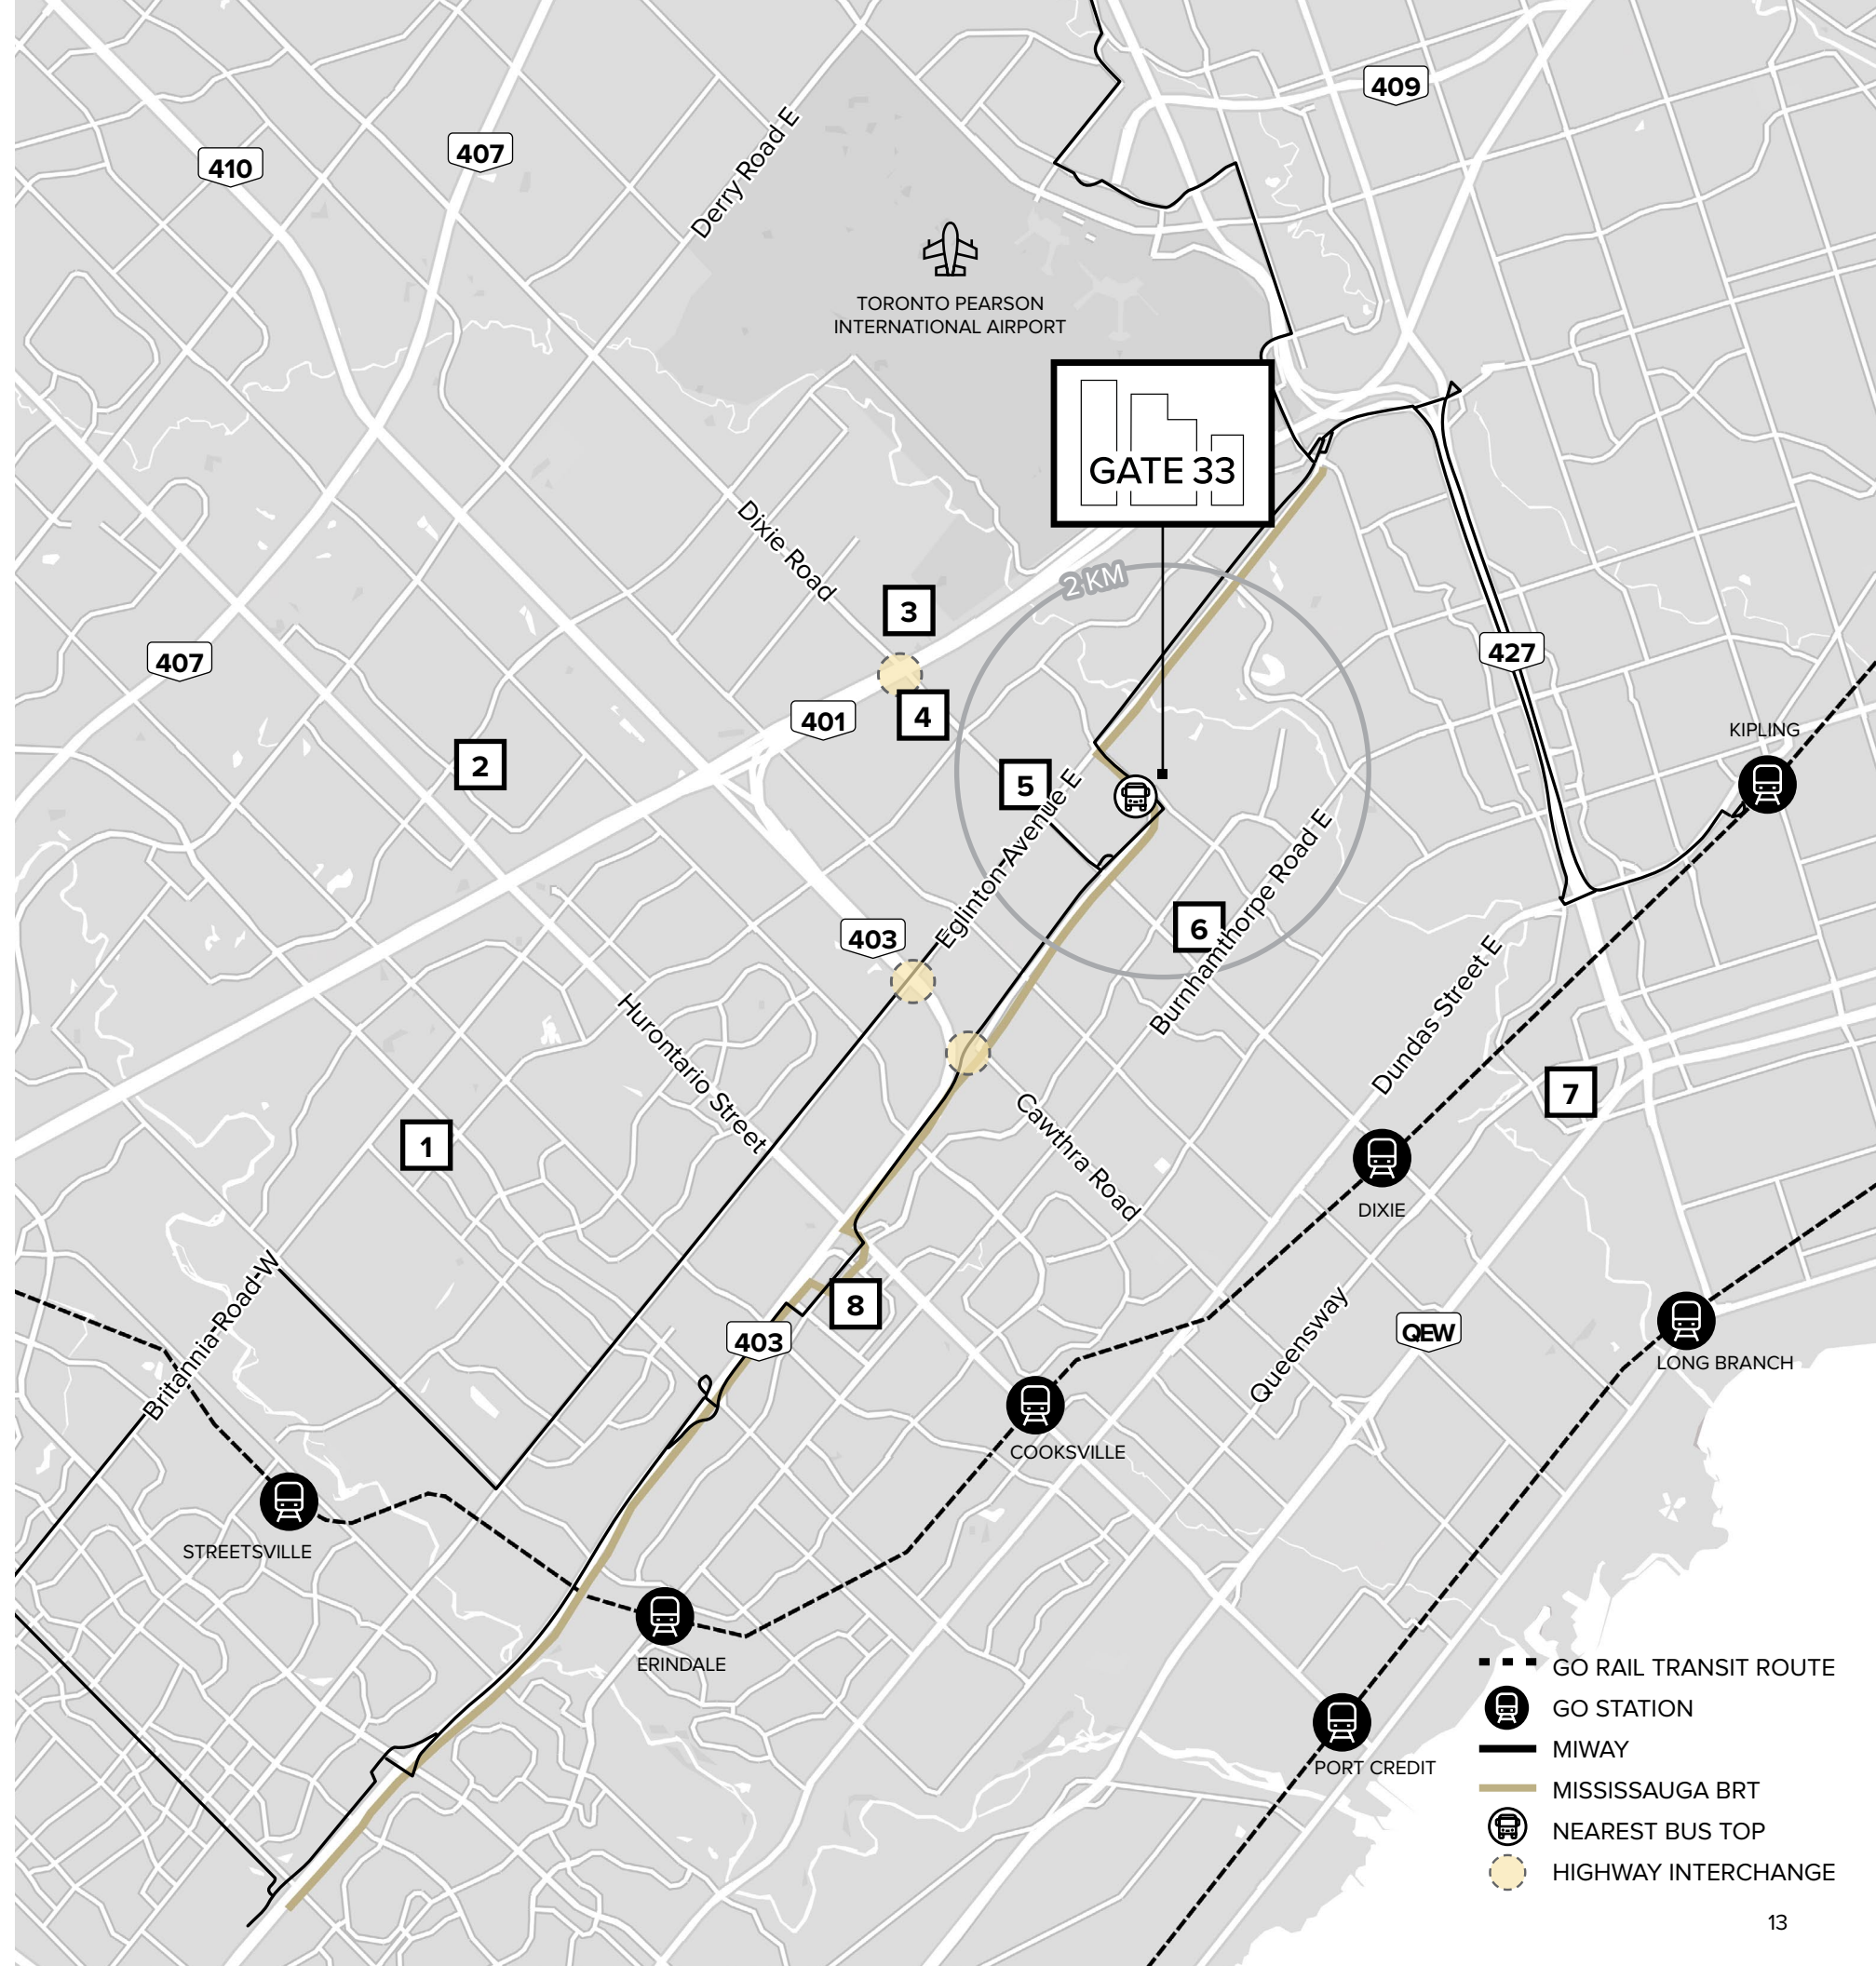 409
407
410
Derry Road E
TORONTO PEARSON
INTERNATIONAL AIRPORT
GATE 33
Dixie Road
2 KM
3
407
427
401
4
KIPLING
2
5
Eglinton Avenue E
Burnhamthorpe Road E
6
403
Dundas Street E
Hurontario Street
7
Cawthra Road
1
DIXIE
Britannia Road W
8
Queensway
403
QEW
LONG BRANCH
COOKSVILLE
STREETSVILLE
ERINDALE
PORT CREDIT
GO RAIL TRANSIT ROUTE
GO STATION
MIWAY
MISSISSAUGA BRT
NEAREST BUS TOP
HIGHWAY INTERCHANGE
13